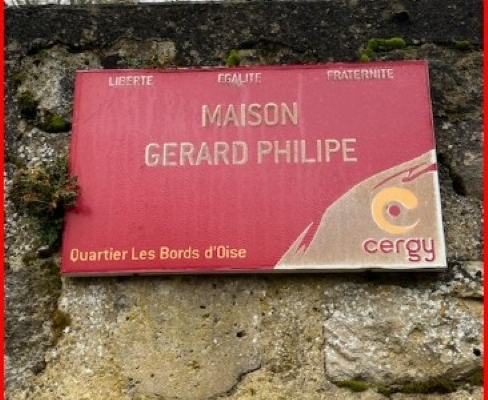 LIBERTE EGALITE FRATERNITE
MAISON
GERARD PHILIPE
Quartier Les Bords d'Oise
cergy